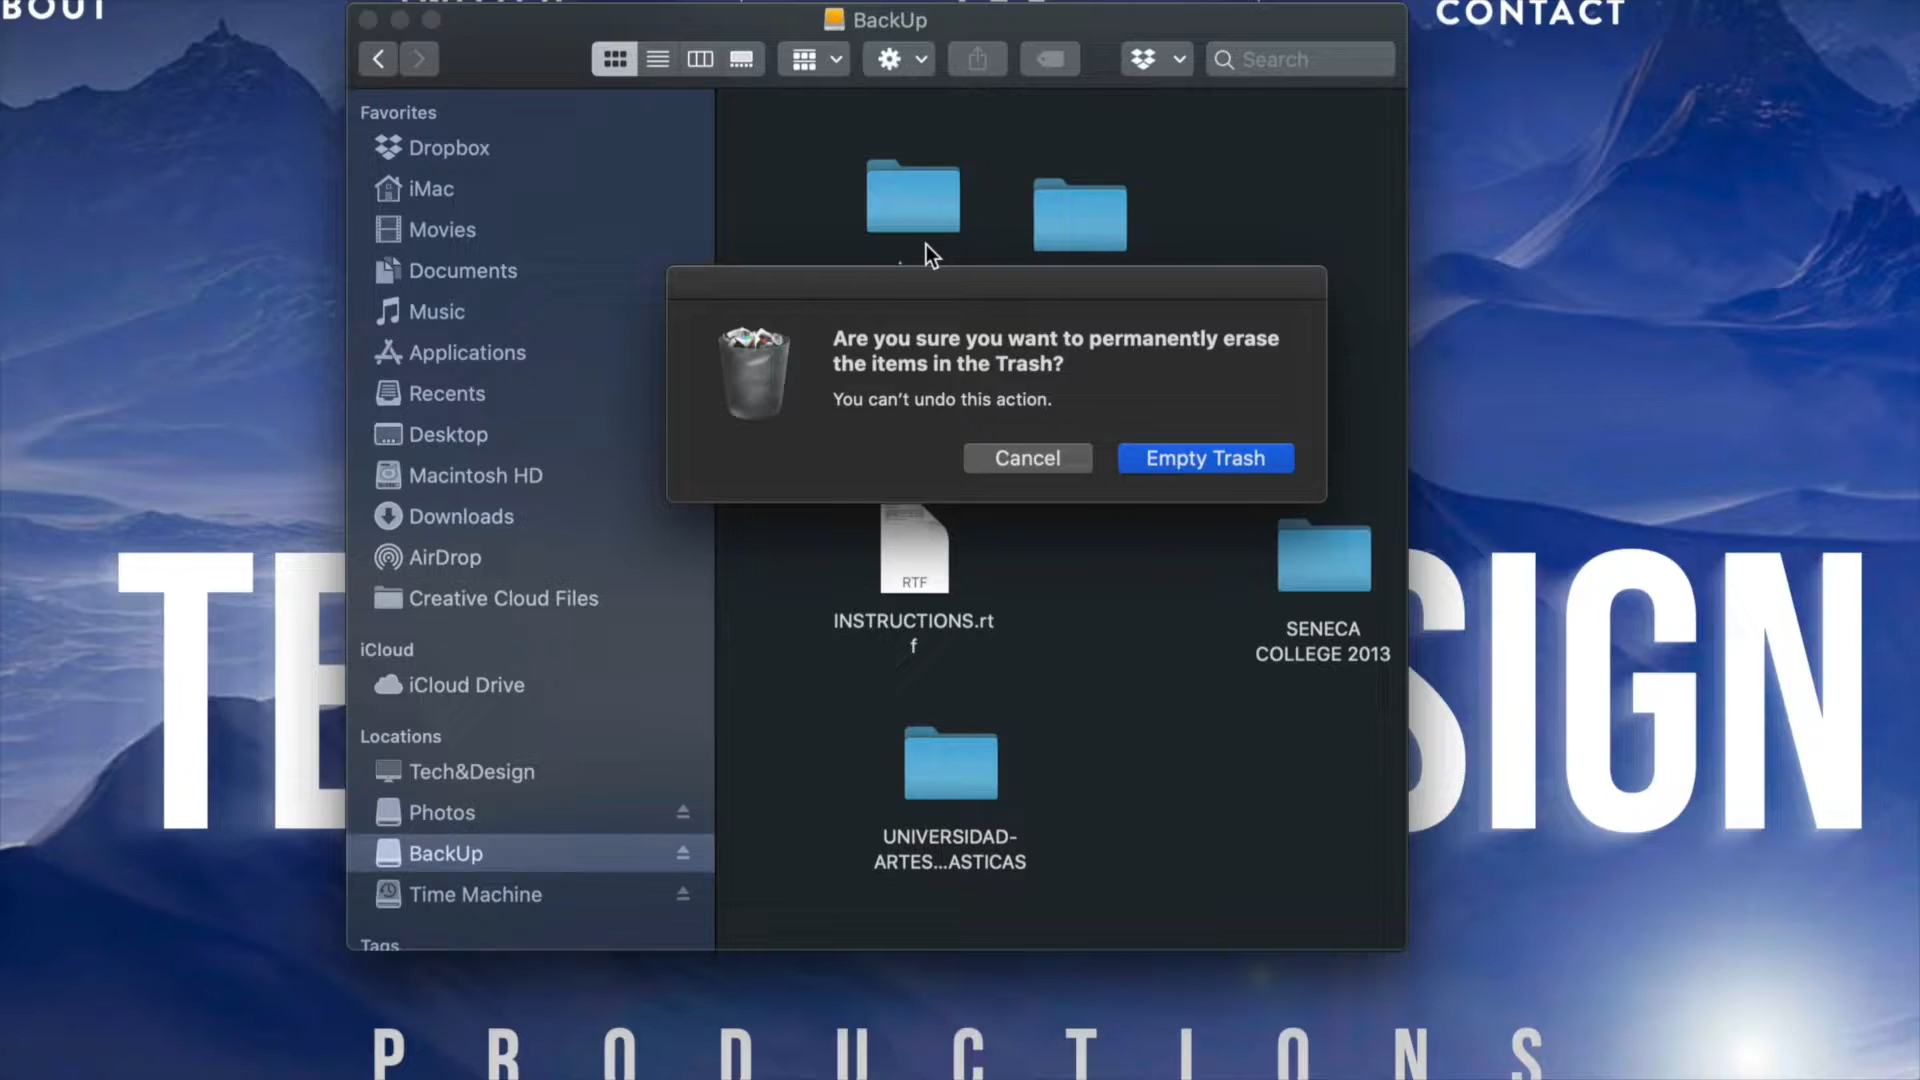 BOUT
CONTACT
BackUp
Search
Favorites
Dropbox
iMac
Movies
Documents
Music
Applications
Recents
Desktop
Macintosh HD
Downloads
AirDrop
Creative Cloud Files
iCloud
iCloud Drive
Locations
Tech&Design
Photos
BackUp
Time Machine
Tags
Are you sure you want to permanently erase
the items in the Trash?
You can’t undo this action.
Cancel
Empty Trash
RTF
INSTRUCTIONS.rt
f
SENECA
COLLEGE 2013
UNIVERSIDAD-
ARTES...ASTICAS
TE SIGN
PRODUCTIONS